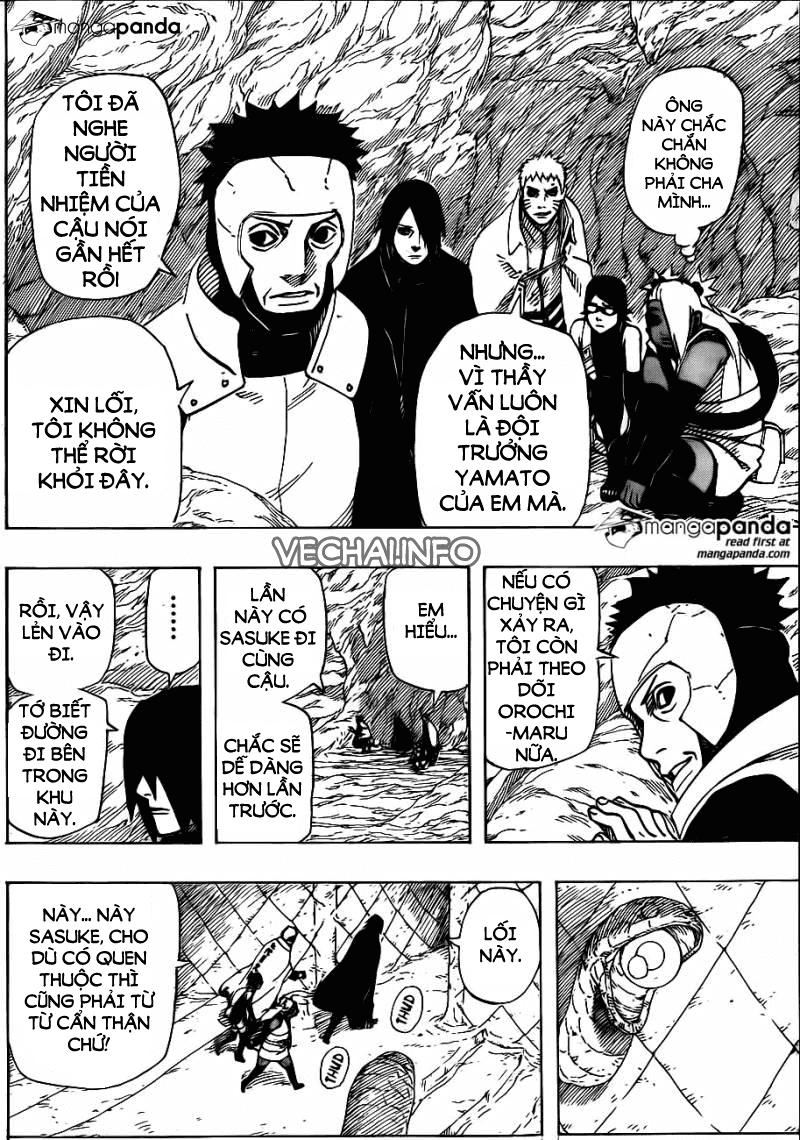 mangapanda
ÔNG
NÀY CHẮC
CHẮN
KHÔNG
PHẢI CHA
MÌNH...
TÔI ĐÃ
NGHE
NGƯỜI
TIỀN
NHIỆM CỦA
CẬU NÓI
GẦN HẾT
RỒI
NHƯNG...
VÌ THẦY
VẪN LUÔN
LÀ ĐỘI
TRƯỞNG
YAMATO
CỦA EM MÀ.
XIN LỐI,
TÔI KHÔNG
THỂ RỜI
KHỎI ĐÂY.
mangapanda
read first at
mangapanda.com
VECHAI.INFO
NẾU CÓ
CHUYỆN GÌ
XẢY RA,
TÔI CÒN
PHẢI THEO
DÕI
OROCHI
-MARU
NỮA.
EM
HIỂU...
LẦN
NÀY CÓ
SASUKE ĐI
CÙNG
CẬU.
CHẮC SẼ
DỄ DÀNG
HƠN LẦN
TRƯỚC.
......
RỒI, VẬY
LẺN VÀO
ĐI.
TỚ BIẾT
ĐƯỜNG
ĐI BÊN
TRONG
KHU
NÀY.
LỐI
NÀY.
THUD
THUD
NÀY... NÀY
SASUKE, CHO
DÙ CÓ QUEN
THUỘC THÌ
CŨNG PHẢI TỪ
TỪ CẨN THẬN
CHỨ!